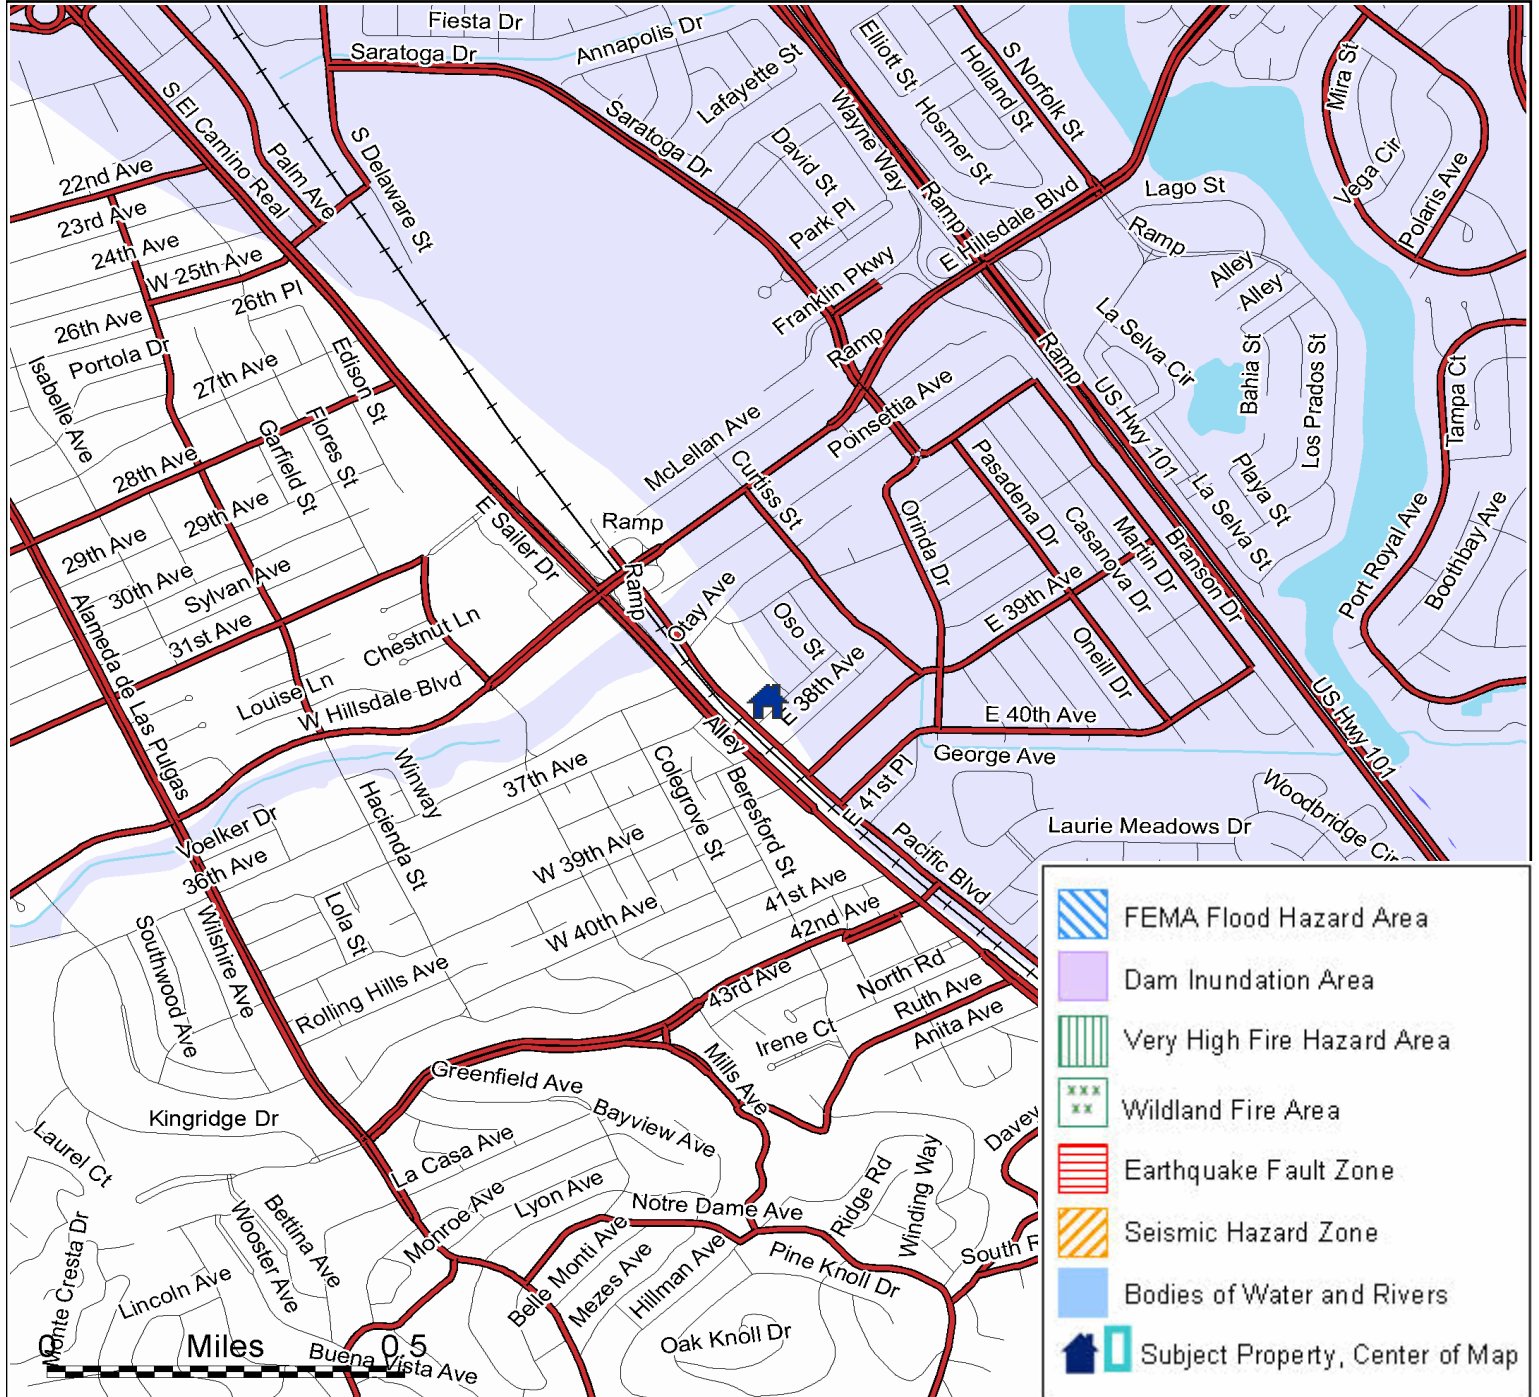 Fiesta Dr
Saratoga Dr
Annapolis Dr
Lafayette St
Elliott St
Holland St
S Norfolk St
Mira St
S El Camino Real
Palm Ave
S Delaware St
Saratoga Dr
Wayne Way
Hosmer St
David St
Park Pl
Vega Cir
Polaris Ave
22nd Ave
23rd Ave
24th Ave
W 25th Ave
26th Pl
26th Ave
Portola Dr
Ramp
E Hillsdale Blvd
Lago St
Ramp
Alley
Alley
Franklin Pkwy
Ramp
Ramp
La Selva Cir
Bahia St
Los Prados St
Tampa Ct
Isabelle Ave
27th Ave
Edison St
Flores St
Garfield St
28th Ave
McLellan Ave
Poinsettia Ave
US Hwy 101
Curtiss St
Pasadena Dr
Playa St
La Selva St
Port Royal Ave
Boothbay Ave
29th Ave
29th Ave
30th Ave
Sylvan Ave
31st Ave
E Sailer Dr
Ramp
Ramp
Orinda Dr
Casanova Dr
Martin Dr
Branson Dr
Otay Ave
Oso St
E 38th Ave
E 39th Ave
Oneill Dr
Chestnut Ln
Louise Ln
W Hillsdale Blvd
Alameda de Las Pulgas
Alley
E 40th Ave
George Ave
US Hwy 101
Winway
37th Ave
Colegrove St
Beresford St
E 41st Pl
Woodbridge Cir
Laurie Meadows Dr
Voelker Dr
36th Ave
Hacienda St
W 39th Ave
Pacific Blvd
41st Ave
42nd Ave
W 40th Ave
Lola St
Wilshire Ave
Southwood Ave
Rolling Hills Ave
43rd Ave
North Rd
Ruth Ave
Anita Ave
Irene Ct
Mills Ave
Greenfield Ave
Bayview Ave
Kingridge Dr
Laurel Ct
La Casa Ave
Lyon Ave
Monroe Ave
Notre Dame Ave
Ridge Rd
Winding Way
Davey
South R
Pine Knoll Dr
Bettina Ave
Wooster Ave
Lincoln Ave
Monte Cresta Dr
Belle Monti Ave
Mezes Ave
Hillman Ave
Oak Knoll Dr
Buena Vista Ave
0 Miles 0.5
FEMA Flood Hazard Area
Dam Inundation Area
Very High Fire Hazard Area
Wildland Fire Area
Earthquake Fault Zone
Seismic Hazard Zone
Bodies of Water and Rivers
Subject Property, Center of Map